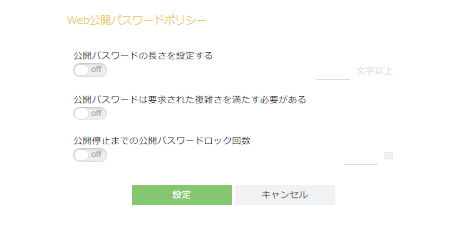 Web公開パスワードポリシー
公開パスワードの長さを設定する
off
文字以上
公開パスワードは要求された複雑さを満たす必要がある
off
公開停止までの公開パスワードロック回数
off
回
設定 キャンセル